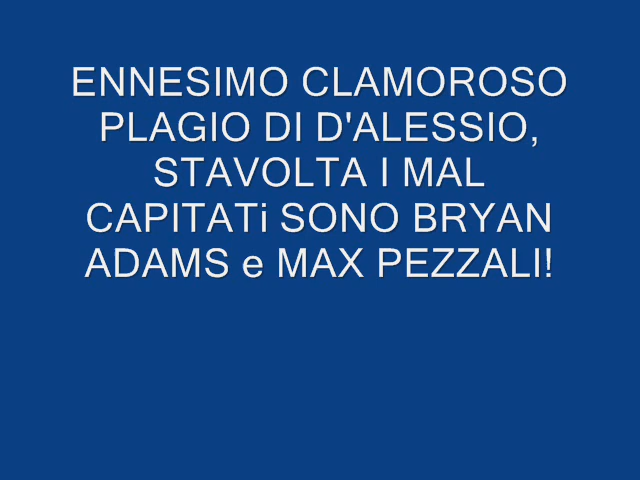 ENNESIMO CLAMOROSO
PLAGIO DI D'ALESSIO,
STAVOLTA I MAL
CAPITATi SONO BRYAN
ADAMS e MAX PEZZALI!